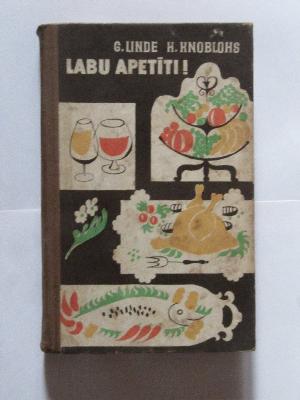 G. LINDE H. KNOBLOHS
LABU APETĪTI!